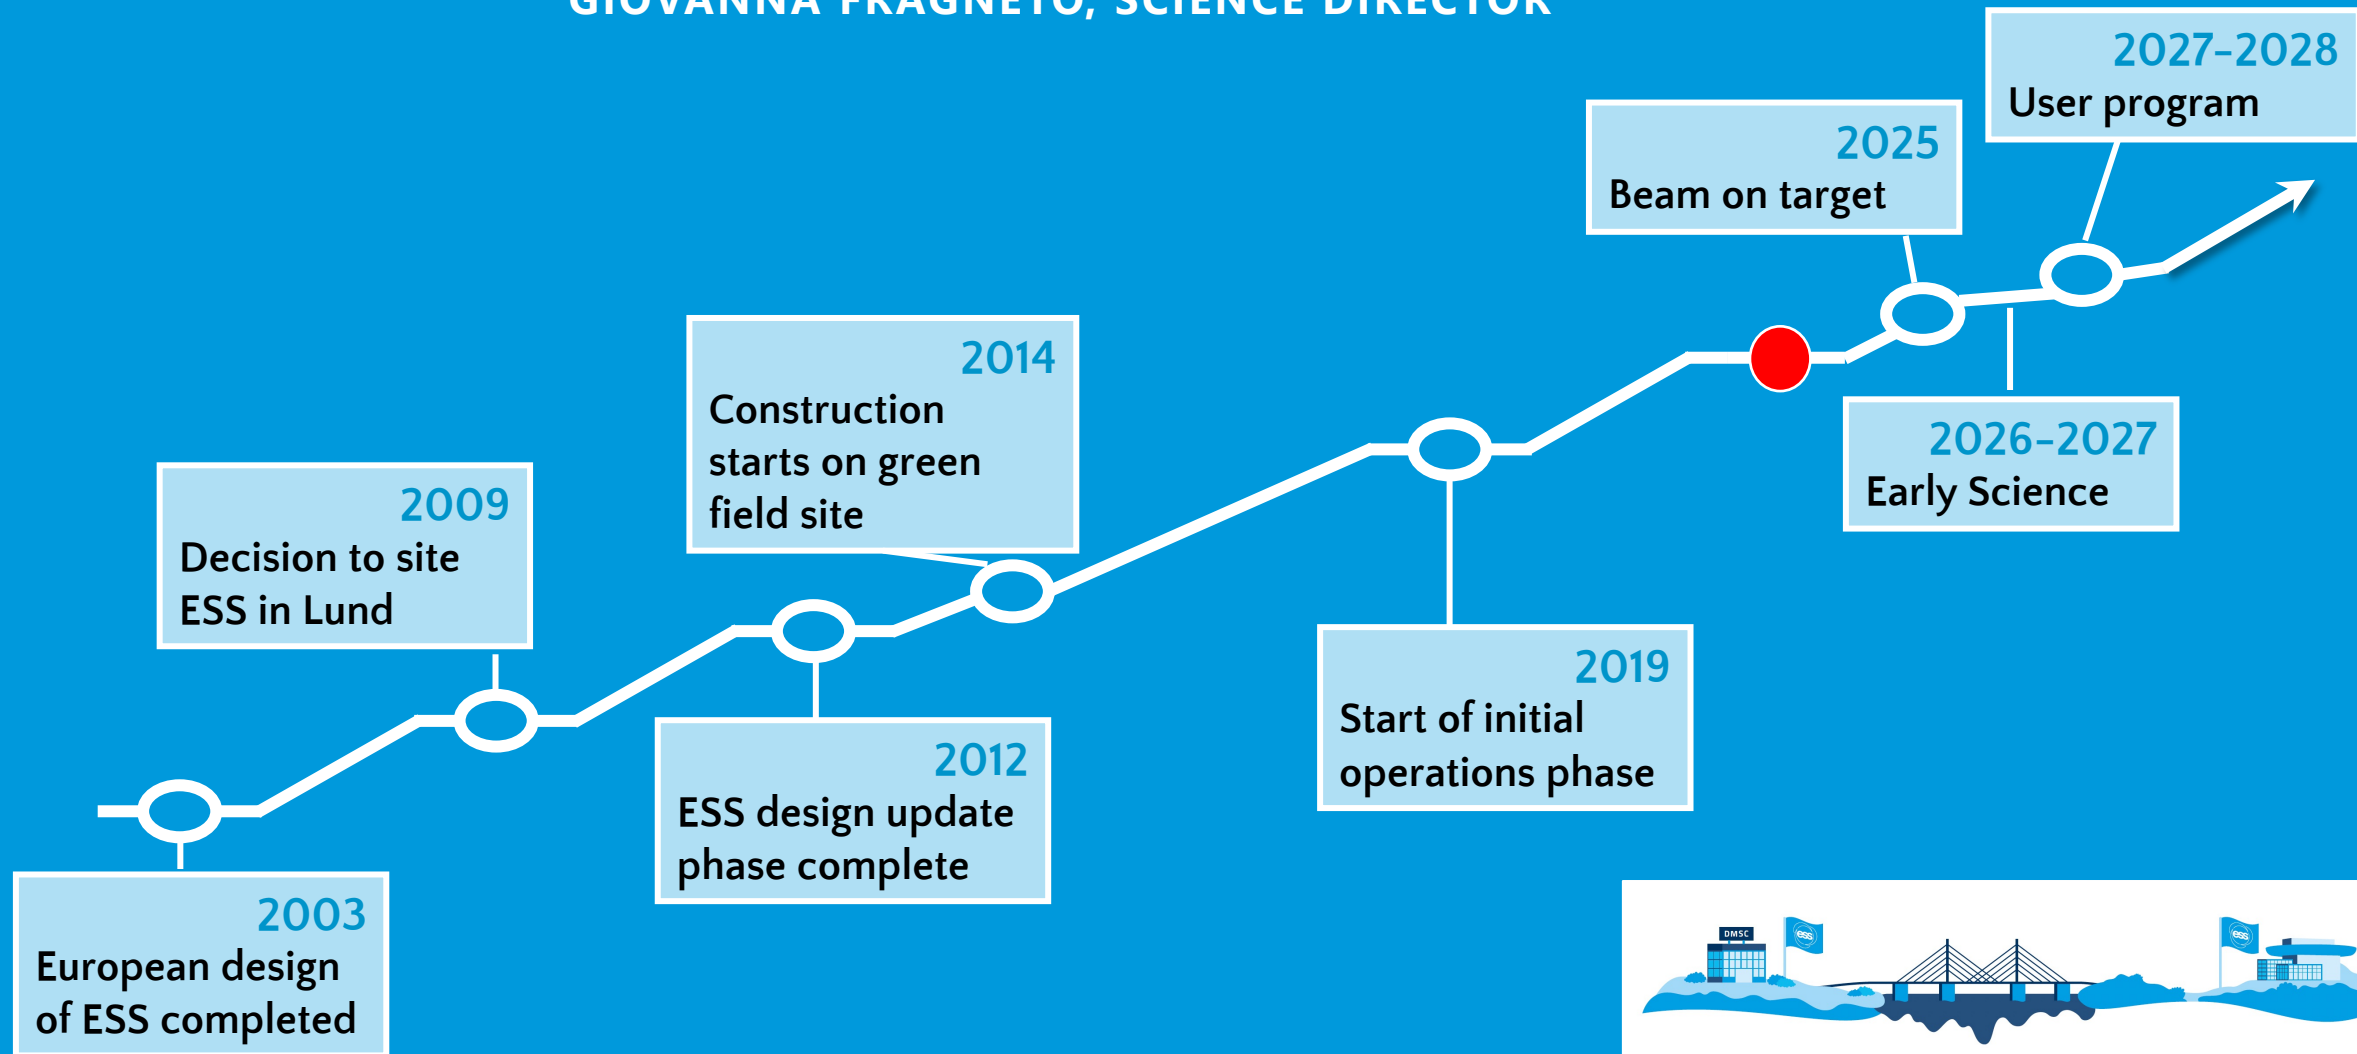 GIOVANNA FRAGNETO, SCIENCE DIRECTOR
2027-2028
User program
2025
Beam on target
2014
Construction
starts on green
field site
2026-2027
Early Science
2009
Decision to site
ESS in Lund
2019
Start of initial
operations phase
2012
ESS design update
phase complete
2003
European design
of ESS completed
DMSC
ess
ess